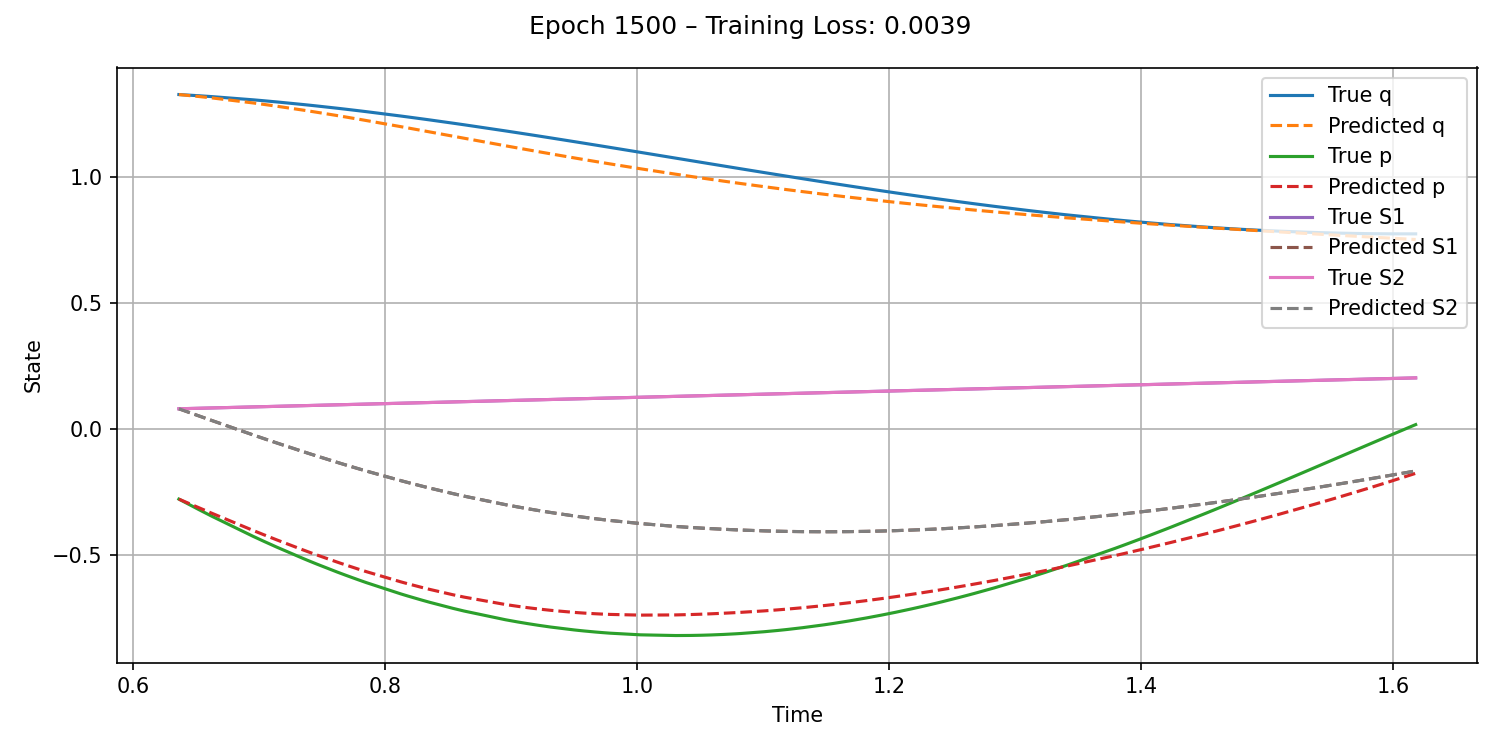 Epoch 1500 – Training Loss: 0.0039
True q
Predicted q
True p
Predicted p
True S1
Predicted S1
True S2
Predicted S2
1.0
0.5
0.0
−0.5
State
0.6 0.8 1.0 1.2 1.4 1.6
Time